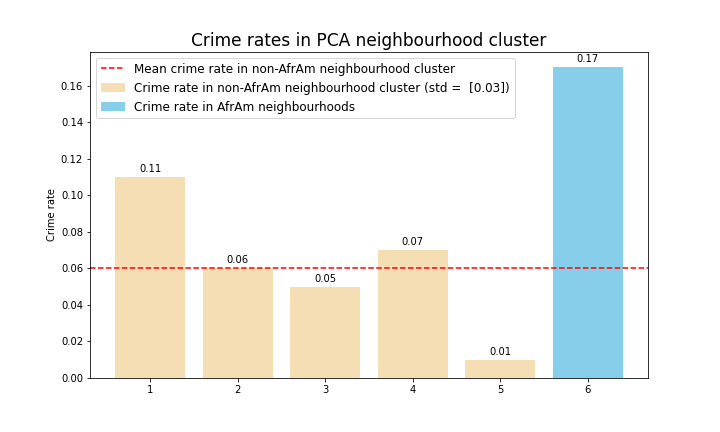 Crime rates in PCA neighbourhood cluster
Mean crime rate in non-AfrAm neighbourhood cluster
Crime rate in non-AfrAm neighbourhood cluster (std =  [0.03])
Crime rate in AfrAm neighbourhoods
Crime rate
0.16
0.14
0.12
0.10
0.08
0.06
0.04
0.02
0.00
0.11
0.06
0.05
0.07
0.01
0.17
1 2 3 4 5 6